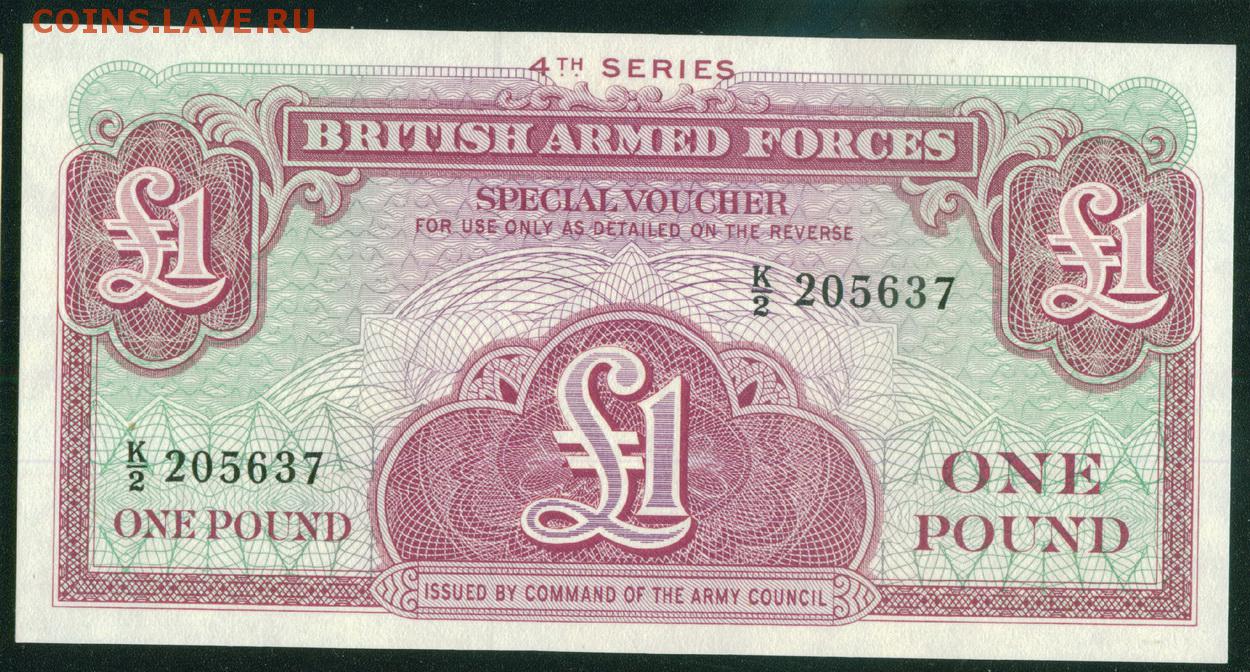 COINS.LAVE.RU
4TH SERIES
BRITISH ARMED FORCES
£1
£1
SPECIAL VOUCHER
FOR USE ONLY AS DETAILED ON THE REVERSE
K/2 205637
£1
K/2 205637
ONE POUND
ONE
POUND
ISSUED BY COMMAND OF THE ARMY COUNCIL